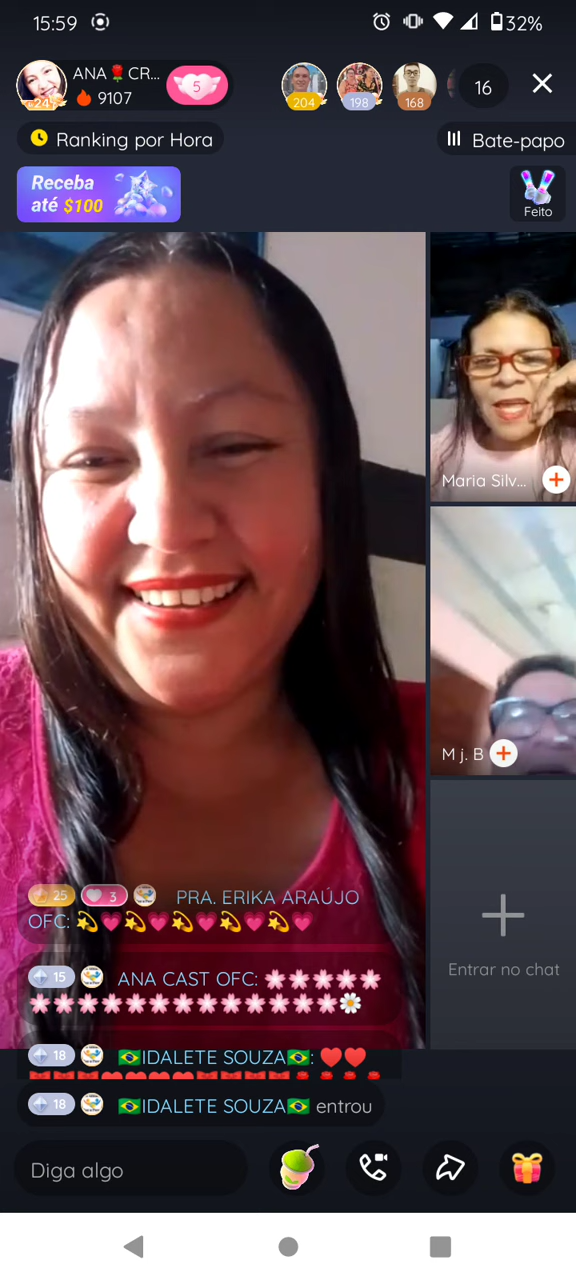 15:59
32%
ANA🌹CR...
24
🔥 9107
5
204
198
168
16
Ranking por Hora
Bate-papo
Receba
até $100
Feito
Maria Silv...
M j. B
25 3 PRA. ERIKA ARAÚJO
OFC: 💫💗💫💗💫💗💫💗💫💗
15 ANA CAST OFC: 🌸🌸🌸🌸🌸
🌸🌸🌸🌸🌸🌸🌸🌸🌸🌸🌸🌸🌸🌼
Entrar no chat
18 🇧🇷IDALETE SOUZA🇧🇷: ❤️❤️
18 🇧🇷IDALETE SOUZA🇧🇷 entrou
Diga algo